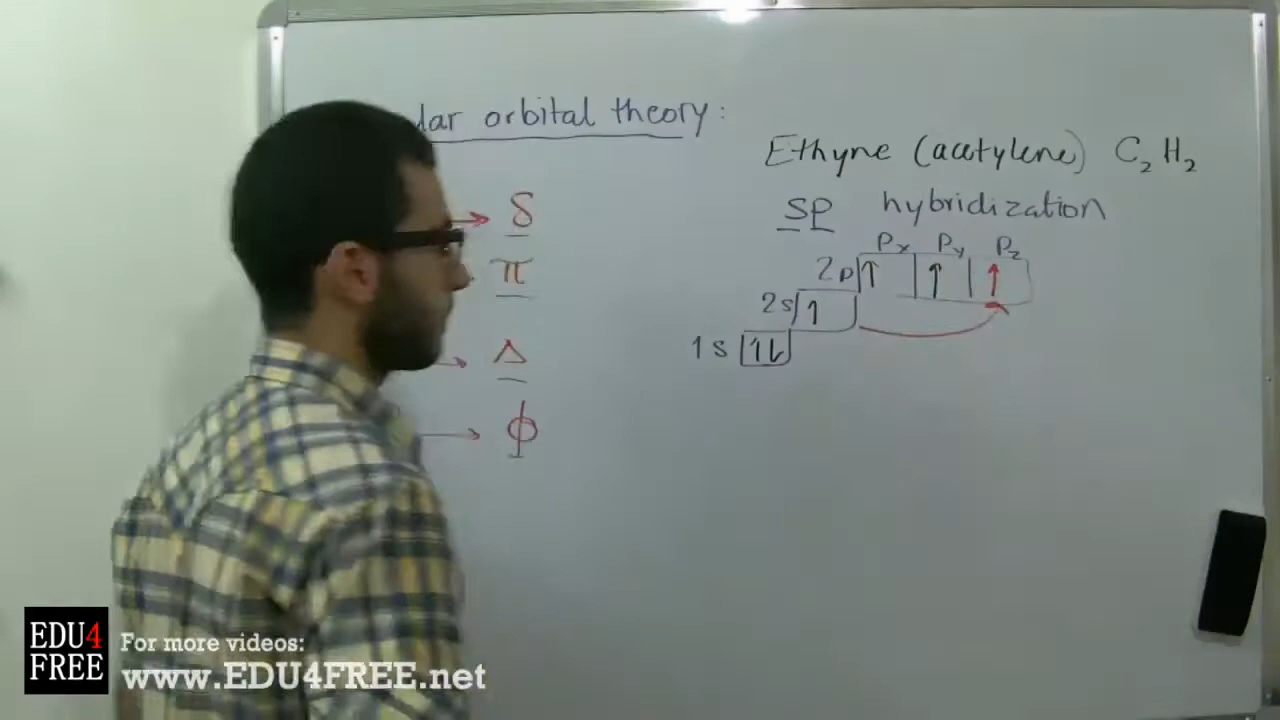 orbital theory:
Ethyne (acetylene) C₂H₂
SP hybridization
Px Py Pz
2p ↑ ↑ ↑
2s ↑
1s ↑↓
δ
π
Δ
ϕ
EDU4
FREE
For more videos:
www.EDU4FREE.net